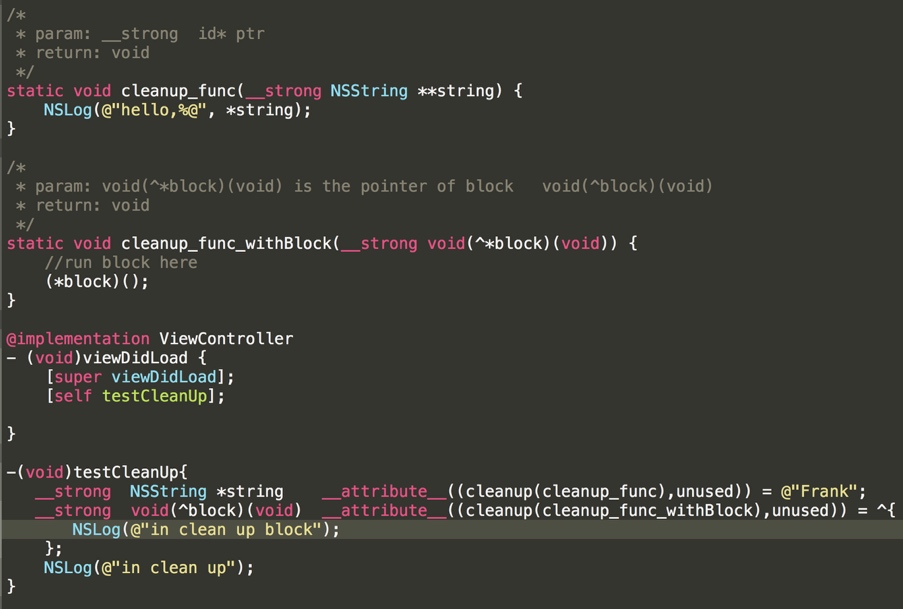 /*
 * param: __strong  id* ptr
 * return: void
 */
static void cleanup_func(__strong NSString **string) {
    NSLog(@"hello,%@", *string);
}

/*
 * param: void(^*block)(void) is the pointer of block   void(^block)(void)
 * return: void
 */
static void cleanup_func_withBlock(__strong void(^*block)(void)) {
    //run block here
    (*block)();
}

@implementation ViewController
- (void)viewDidLoad {
    [super viewDidLoad];
    [self testCleanUp];

}

-(void)testCleanUp{
   __strong  NSString *string    __attribute__((cleanup(cleanup_func),unused)) = @"Frank";
   __strong  void(^block)(void)  __attribute__((cleanup(cleanup_func_withBlock),unused)) = ^{
       NSLog(@"in clean up block");
    };
    NSLog(@"in clean up");
}